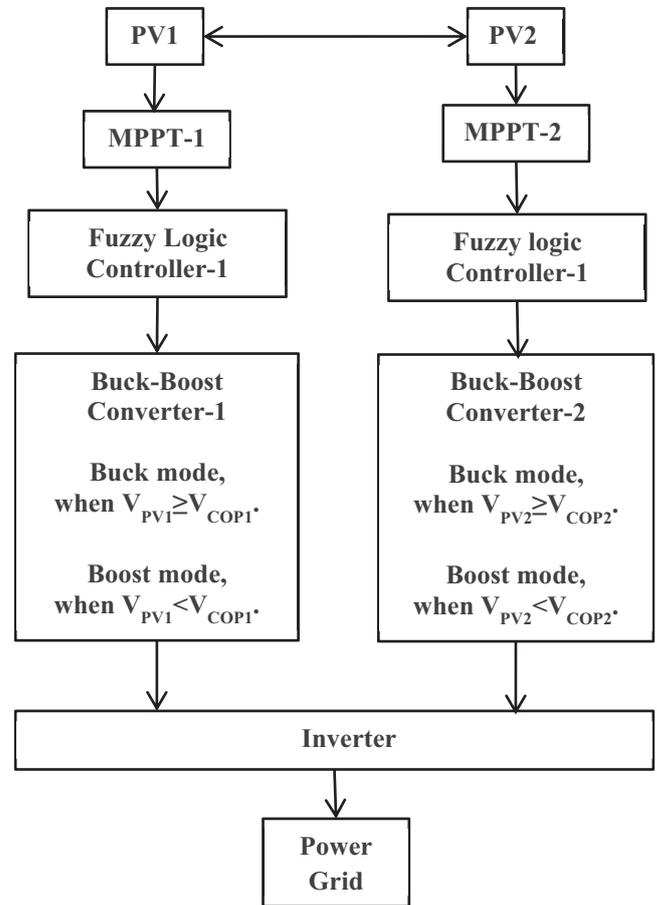 PV1
PV2
MPPT-1
MPPT-2
Fuzzy Logic
Controller-1
Fuzzy logic
Controller-1
Buck-Boost
Converter-1
Buck mode,
when V_PV1≥V_COP1.
Boost mode,
when V_PV1<V_COP1.
Buck-Boost
Converter-2
Buck mode,
when V_PV2≥V_COP2.
Boost mode,
when V_PV2<V_COP2.
Inverter
Power
Grid